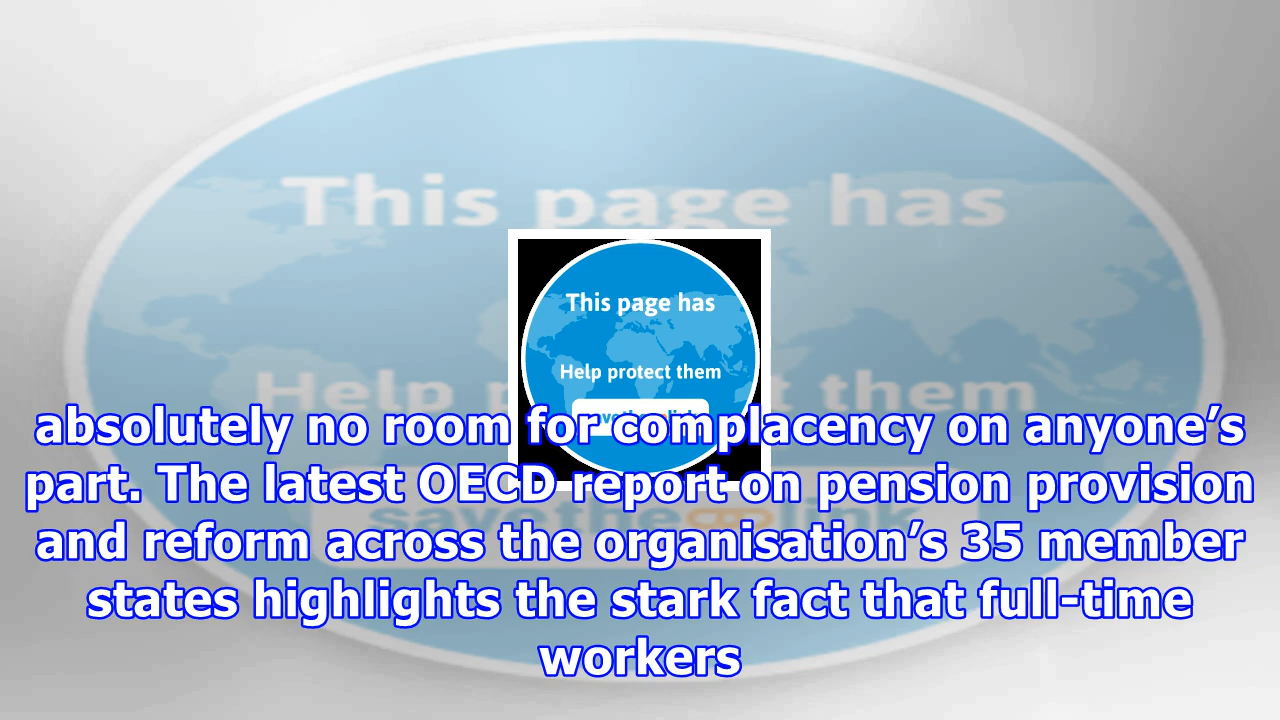 This page has
Help protect them
This page has
Help protect them
savethe link
absolutely no room for complacency on anyone’s
part. The latest OECD report on pension provision
and reform across the organisation’s 35 member
states highlights the stark fact that full-time
workers